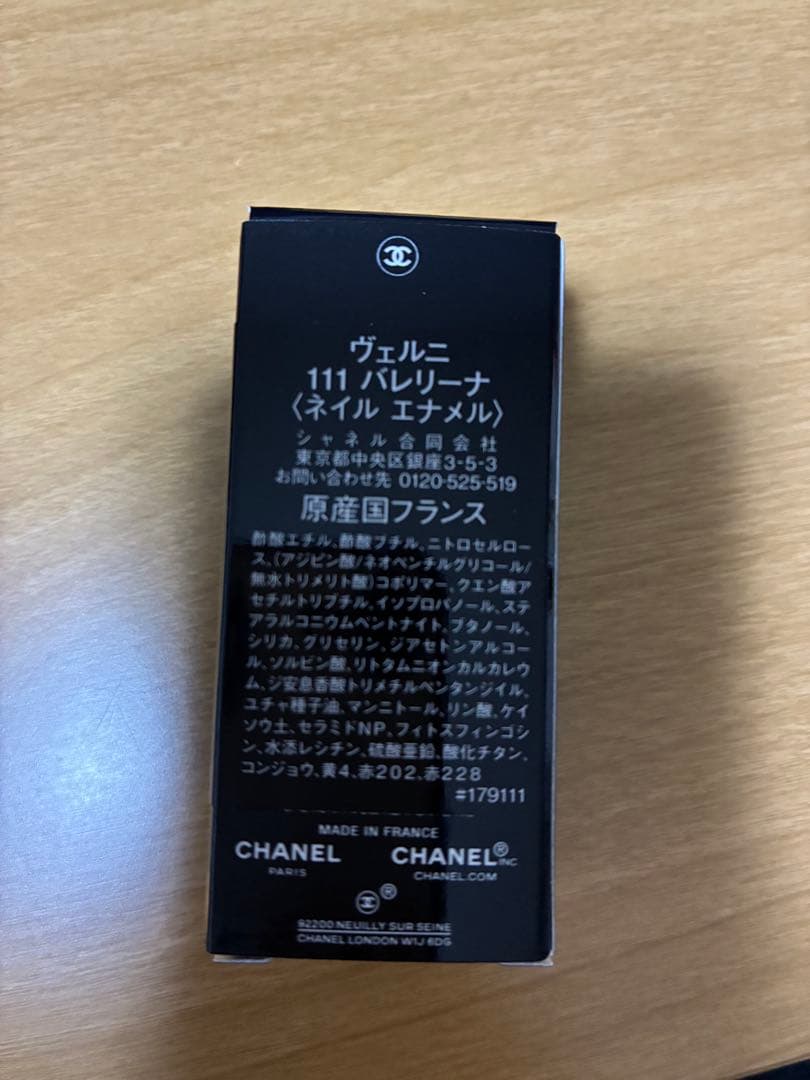 ヴェルニ
111 バレリーナ
〈ネイル エナメル〉
シャネル合同会社
東京都中央区銀座3-5-3
お問い合わせ先 0120-525-519
原産国フランス
酢酸エチル、酢酸ブチル、ニトロセルロー
ス、(アジピン酸/ネオペンチルグリコール/
無水トリメリト酸)コポリマー、クエン酸ア
セチルトリブチル、イソプロパノール、ステ
アラルコニウムベントナイト、ブタノール、
シリカ、グリセリン、ジアセトンアルコー
ル、ソルビン酸、リトタムニオンカルカレウ
ム、ジ安息香酸トリメチルペンタンジイル、
ユチャ種子油、マンニトール、リン酸、ケイ
ソウ土、セラミドNP、フィトスフィンゴシ
ン、水添レシチン、硫酸亜鉛、酸化チタン、
コンジョウ、黄4、赤202、赤228
#179111
MADE IN FRANCE
CHANEL CHANEL® INC
PARIS CHANEL.COM
®
92200 NEUILLY SUR SEINE
CHANEL LONDON W1J 6DG